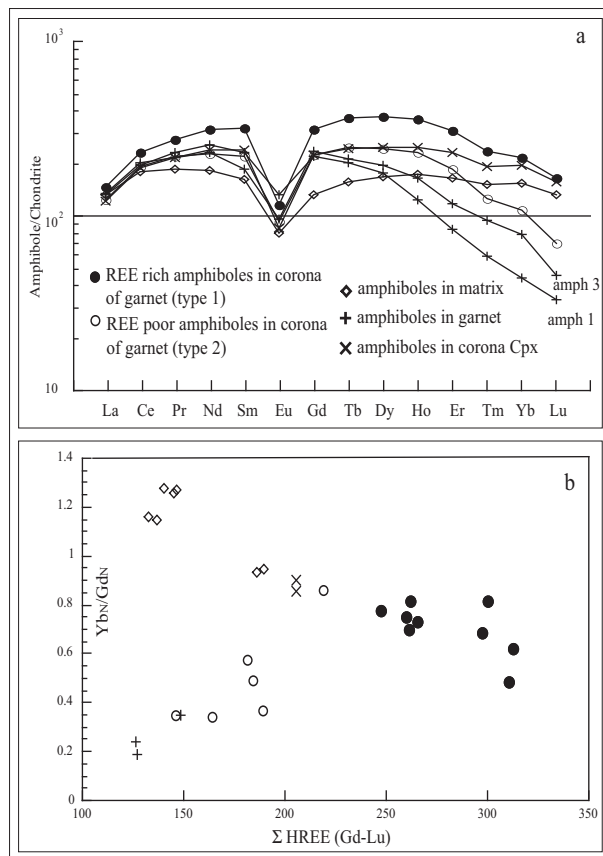 a
10³
10²
10
Amphibole/Chondrite
REE rich amphiboles in corona
of garnet (type 1)
REE poor amphiboles in corona
of garnet (type 2)
amphiboles in matrix
amphiboles in garnet
amphiboles in corona Cpx
amph 3
amph 1
La Ce Pr Nd Sm Eu Gd Tb Dy Ho Er Tm Yb Lu
b
1.4
1.2
1
0.8
0.6
0.4
0.2
0
YbN/GdN
100 150 200 250 300 350
Σ HREE (Gd-Lu)